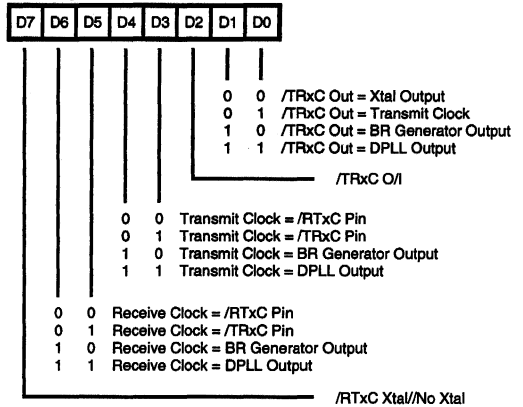 D7 D6 D5 D4 D3 D2 D1 D0
0 0 /TRxC Out = Xtal Output
0 1 /TRxC Out = Transmit Clock
1 0 /TRxC Out = BR Generator Output
1 1 /TRxC Out = DPLL Output
/TRxC O/I
0 0 Transmit Clock = /RTxC Pin
0 1 Transmit Clock = /TRxC Pin
1 0 Transmit Clock = BR Generator Output
1 1 Transmit Clock = DPLL Output
0 0 Receive Clock = /RTxC Pin
0 1 Receive Clock = /TRxC Pin
1 0 Receive Clock = BR Generator Output
1 1 Receive Clock = DPLL Output
/RTxC Xtal//No Xtal